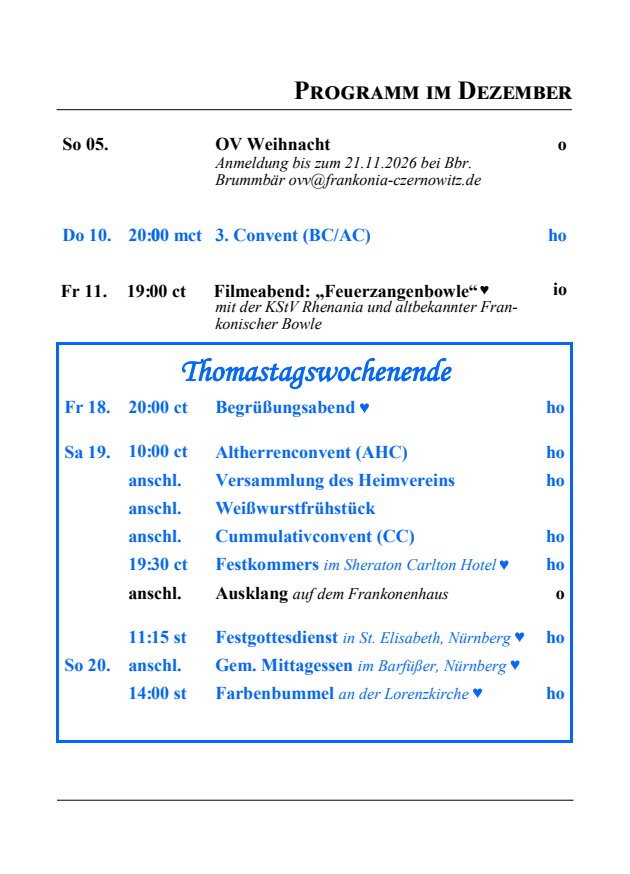 PROGRAMM IM DEZEMBER
So 05. OV Weihnacht o
Anmeldung bis zum 21.11.2026 bei Bbr.
Brummbär ovv@frankonia-czernowitz.de
Do 10. 20:00 mct 3. Convent (BC/AC) ho
Fr 11. 19:00 ct Filmeabend: „Feuerzangenbowle“ ♥ io
mit der KStV Rhenania und altbekannter Fran-
konischer Bowle
Thomastagswochenende
Fr 18. 20:00 ct Begrüßungsabend ♥ ho
Sa 19. 10:00 ct Altherrenconvent (AHC) ho
anschl. Versammlung des Heimvereins ho
anschl. Weißwurstfrühstück
anschl. Cummulativconvent (CC) ho
19:30 ct Festkommers im Sheraton Carlton Hotel ♥ ho
anschl. Ausklang auf dem Frankonenhaus o
11:15 st Festgottesdienst in St. Elisabeth, Nürnberg ♥ ho
So 20. anschl. Gem. Mittagessen im Barfüßer, Nürnberg ♥
14:00 st Farbenbummel an der Lorenzkirche ♥ ho